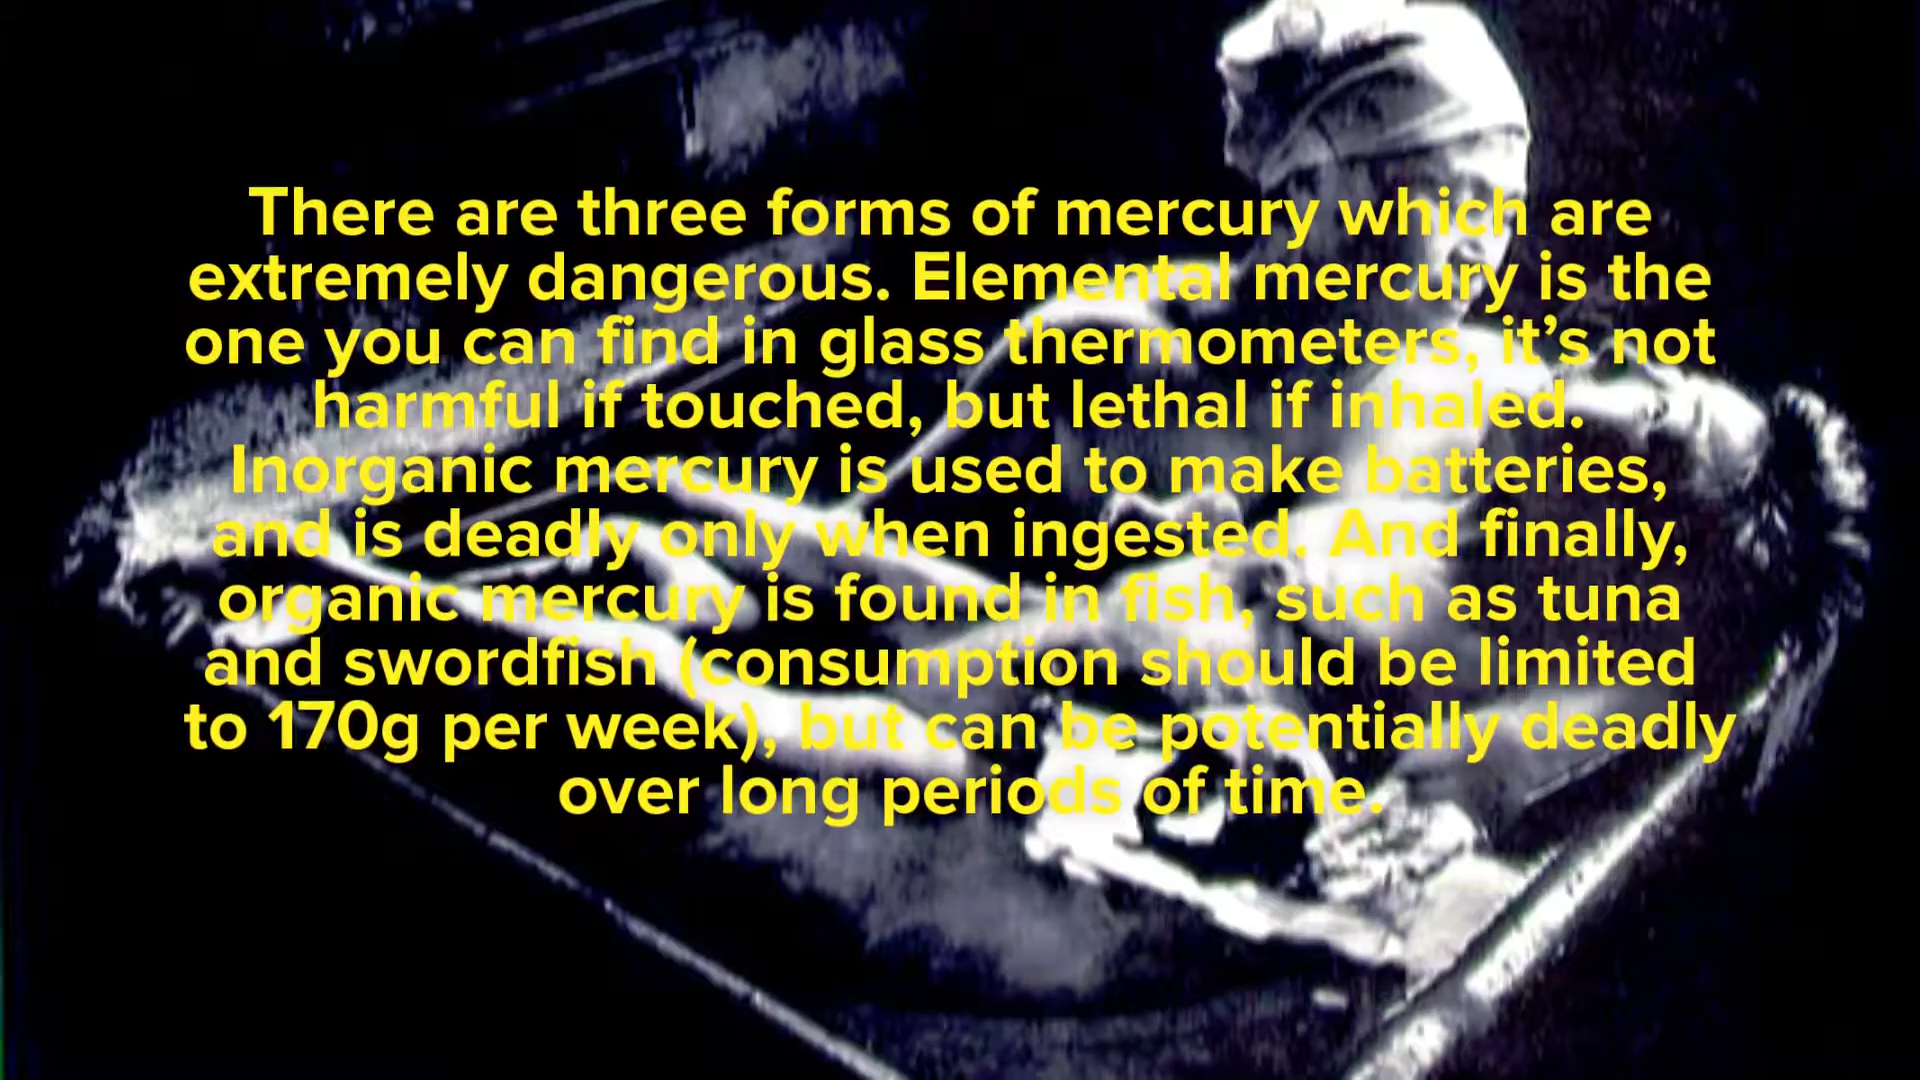 There are three forms of mercury which are
extremely dangerous. Elemental mercury is the
one you can find in glass thermometers, it’s not
harmful if touched, but lethal if inhaled.
Inorganic mercury is used to make batteries,
and is deadly only when ingested. And finally,
organic mercury is found in fish, such as tuna
and swordfish (consumption should be limited
to 170g per week), but can be potentially deadly
over long periods of time.